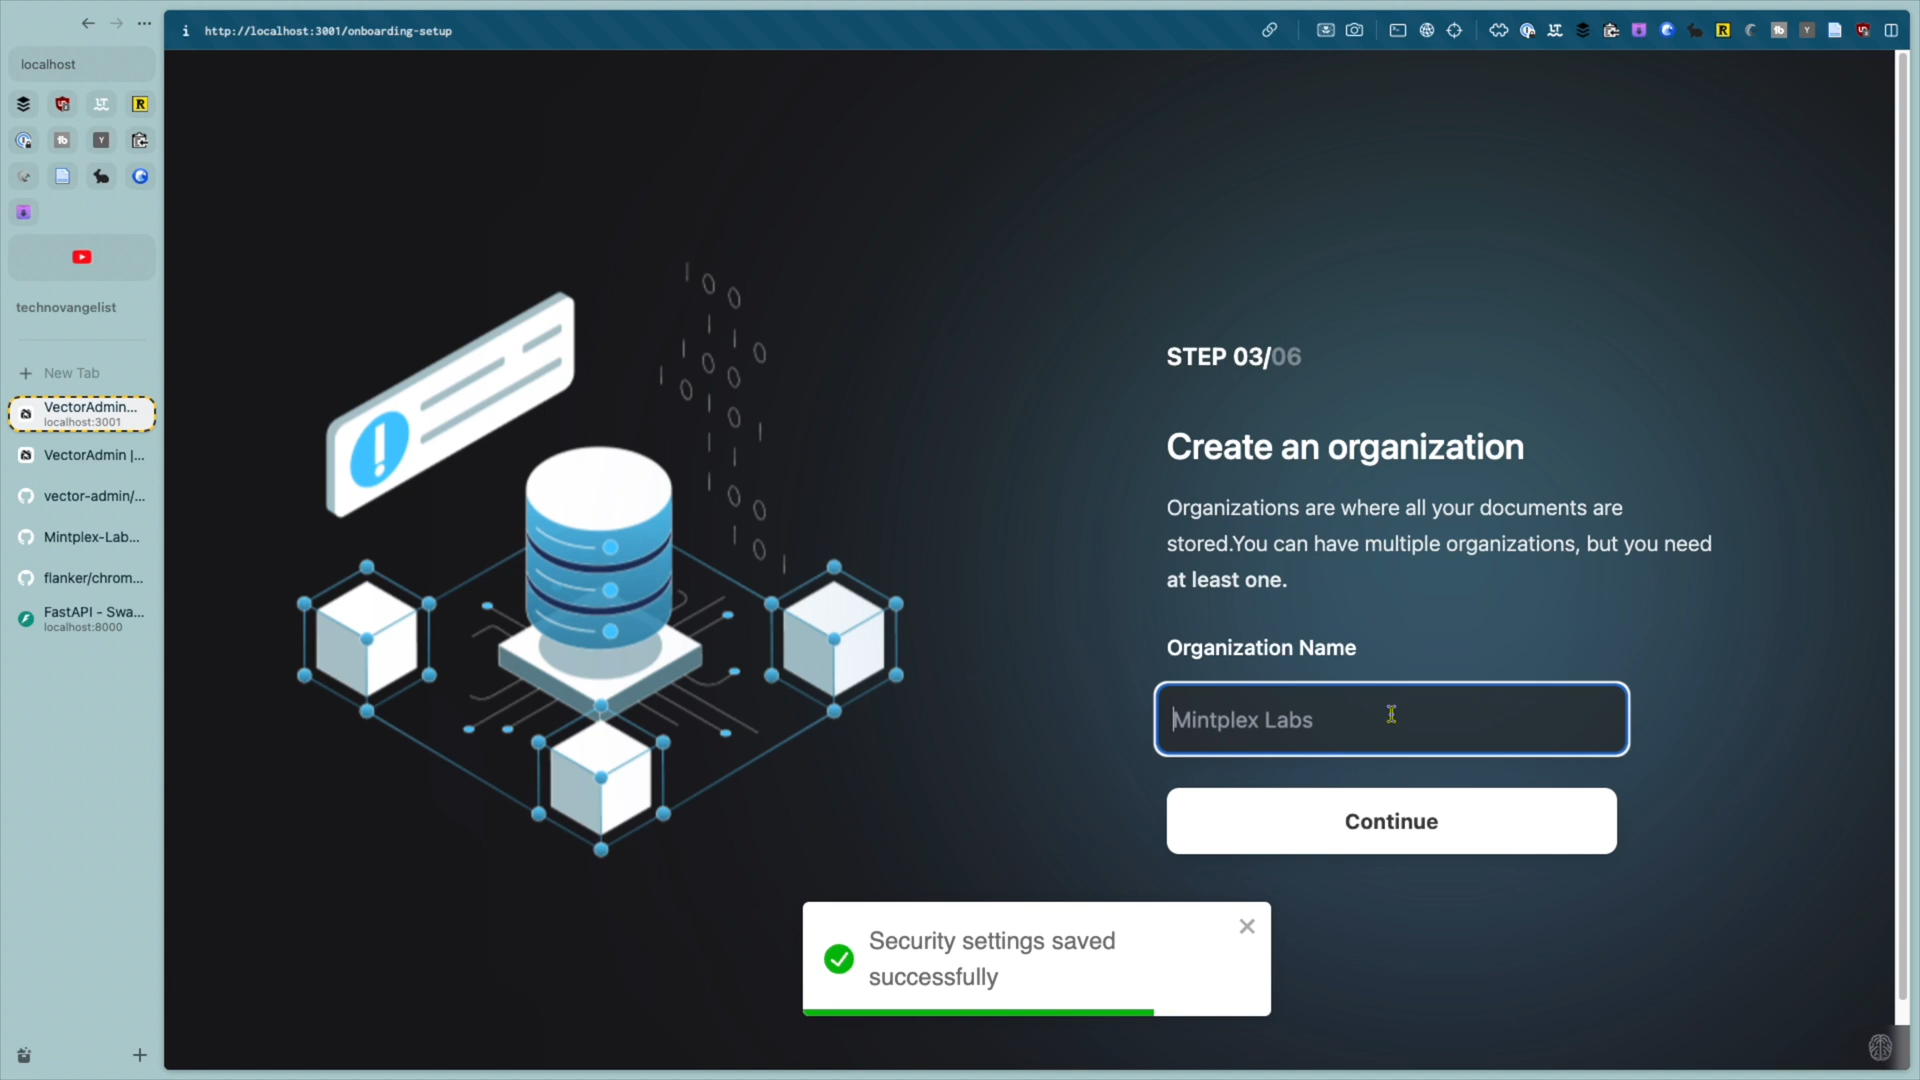 http://localhost:3001/onboarding-setup
localhost
technovangelist
New Tab
VectorAdmin...
localhost:3001
VectorAdmin |...
vector-admin/...
Mintplex-Lab...
flanker/chrom...
FastAPI - Swa...
localhost:8000
STEP 03/06
Create an organization
Organizations are where all your documents are
stored.You can have multiple organizations, but you need
at least one.
Organization Name
Mintplex Labs
Continue
Security settings saved
successfully